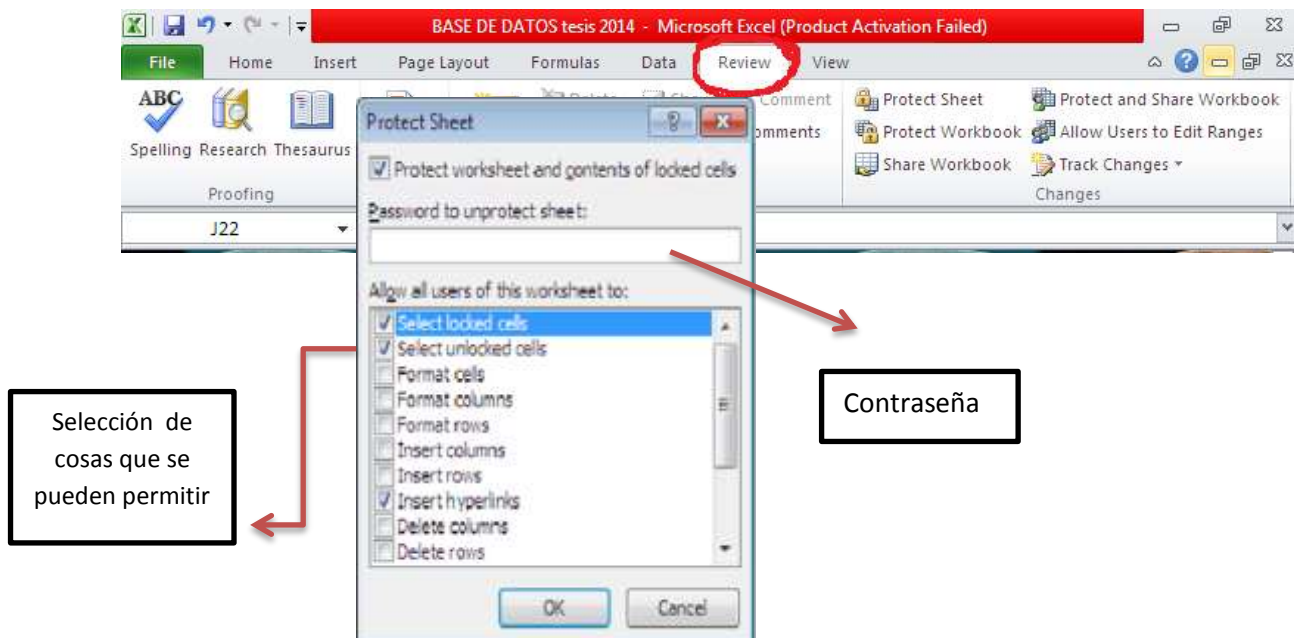 BASE DE DATOS tesis 2014 - Microsoft Excel (Product Activation Failed)
File Home Insert Page Layout Formulas Data Review View
ABC
Comment
Protect Sheet Protect and Share Workbook
omments
Protect Workbook Allow Users to Edit Ranges
Spelling Research Thesaurus
Share Workbook Track Changes
Proofing
Changes
J22
Protect Sheet
Protect worksheet and contents of locked cells
Password to unprotect sheet:
Allow all users of this worksheet to:
Select locked cells
Select unlocked cells
Format cells
Format columns
Format rows
Insert columns
Insert rows
Insert hyperlinks
Delete columns
Delete rows
OK Cancel
Selección de
cosas que se
pueden permitir
Contraseña